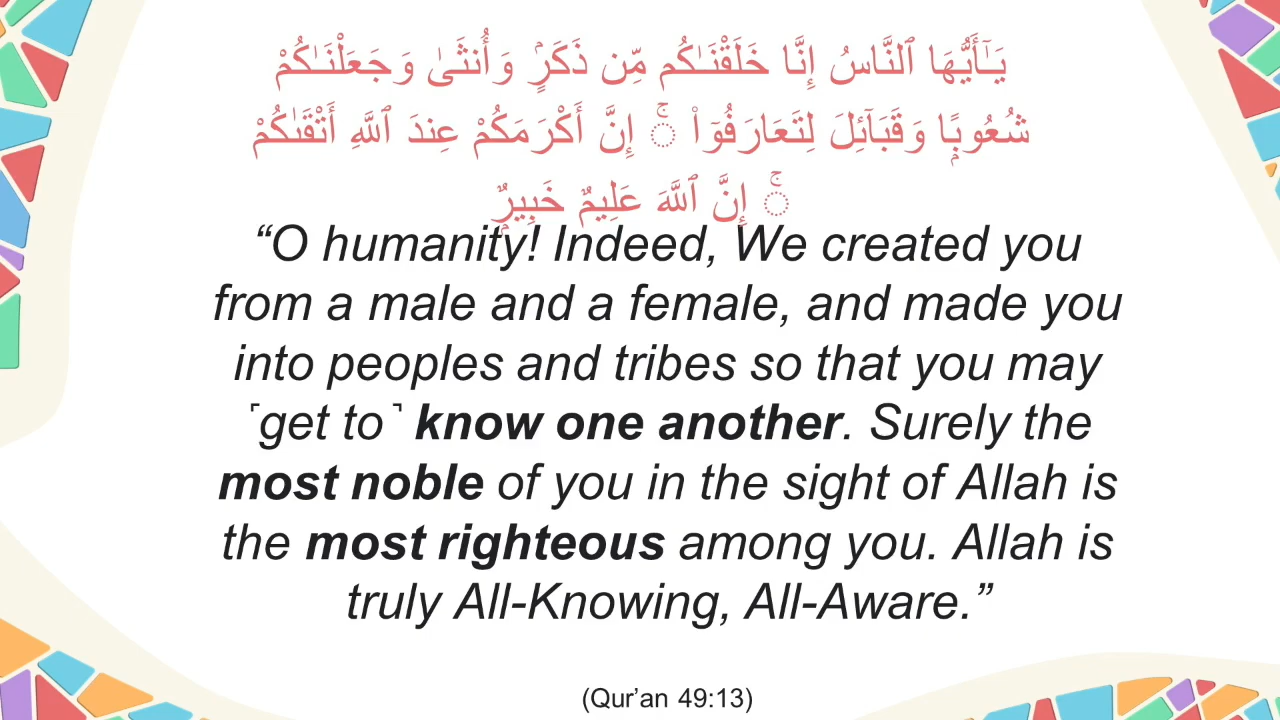 يَـٰٓأَيُّهَا ٱلنَّاسُ إِنَّا خَلَقْنَـٰكُم مِّن ذَكَرٍۢ وَأُنثَىٰ وَجَعَلْنَـٰكُمْ
شُعُوبًۭا وَقَبَآئِلَ لِتَعَارَفُوٓا۟ ۚ إِنَّ أَكْرَمَكُمْ عِندَ ٱللَّهِ أَتْقَىٰكُمْ
ۚ إِنَّ ٱللَّهَ عَلِيمٌ خَبِيرٌۭ
“O humanity! Indeed, We created you
from a male and a female, and made you
into peoples and tribes so that you may
˹get to˺ know one another. Surely the
most noble of you in the sight of Allah is
the most righteous among you. Allah is
truly All-Knowing, All-Aware.”
(Qur’an 49:13)